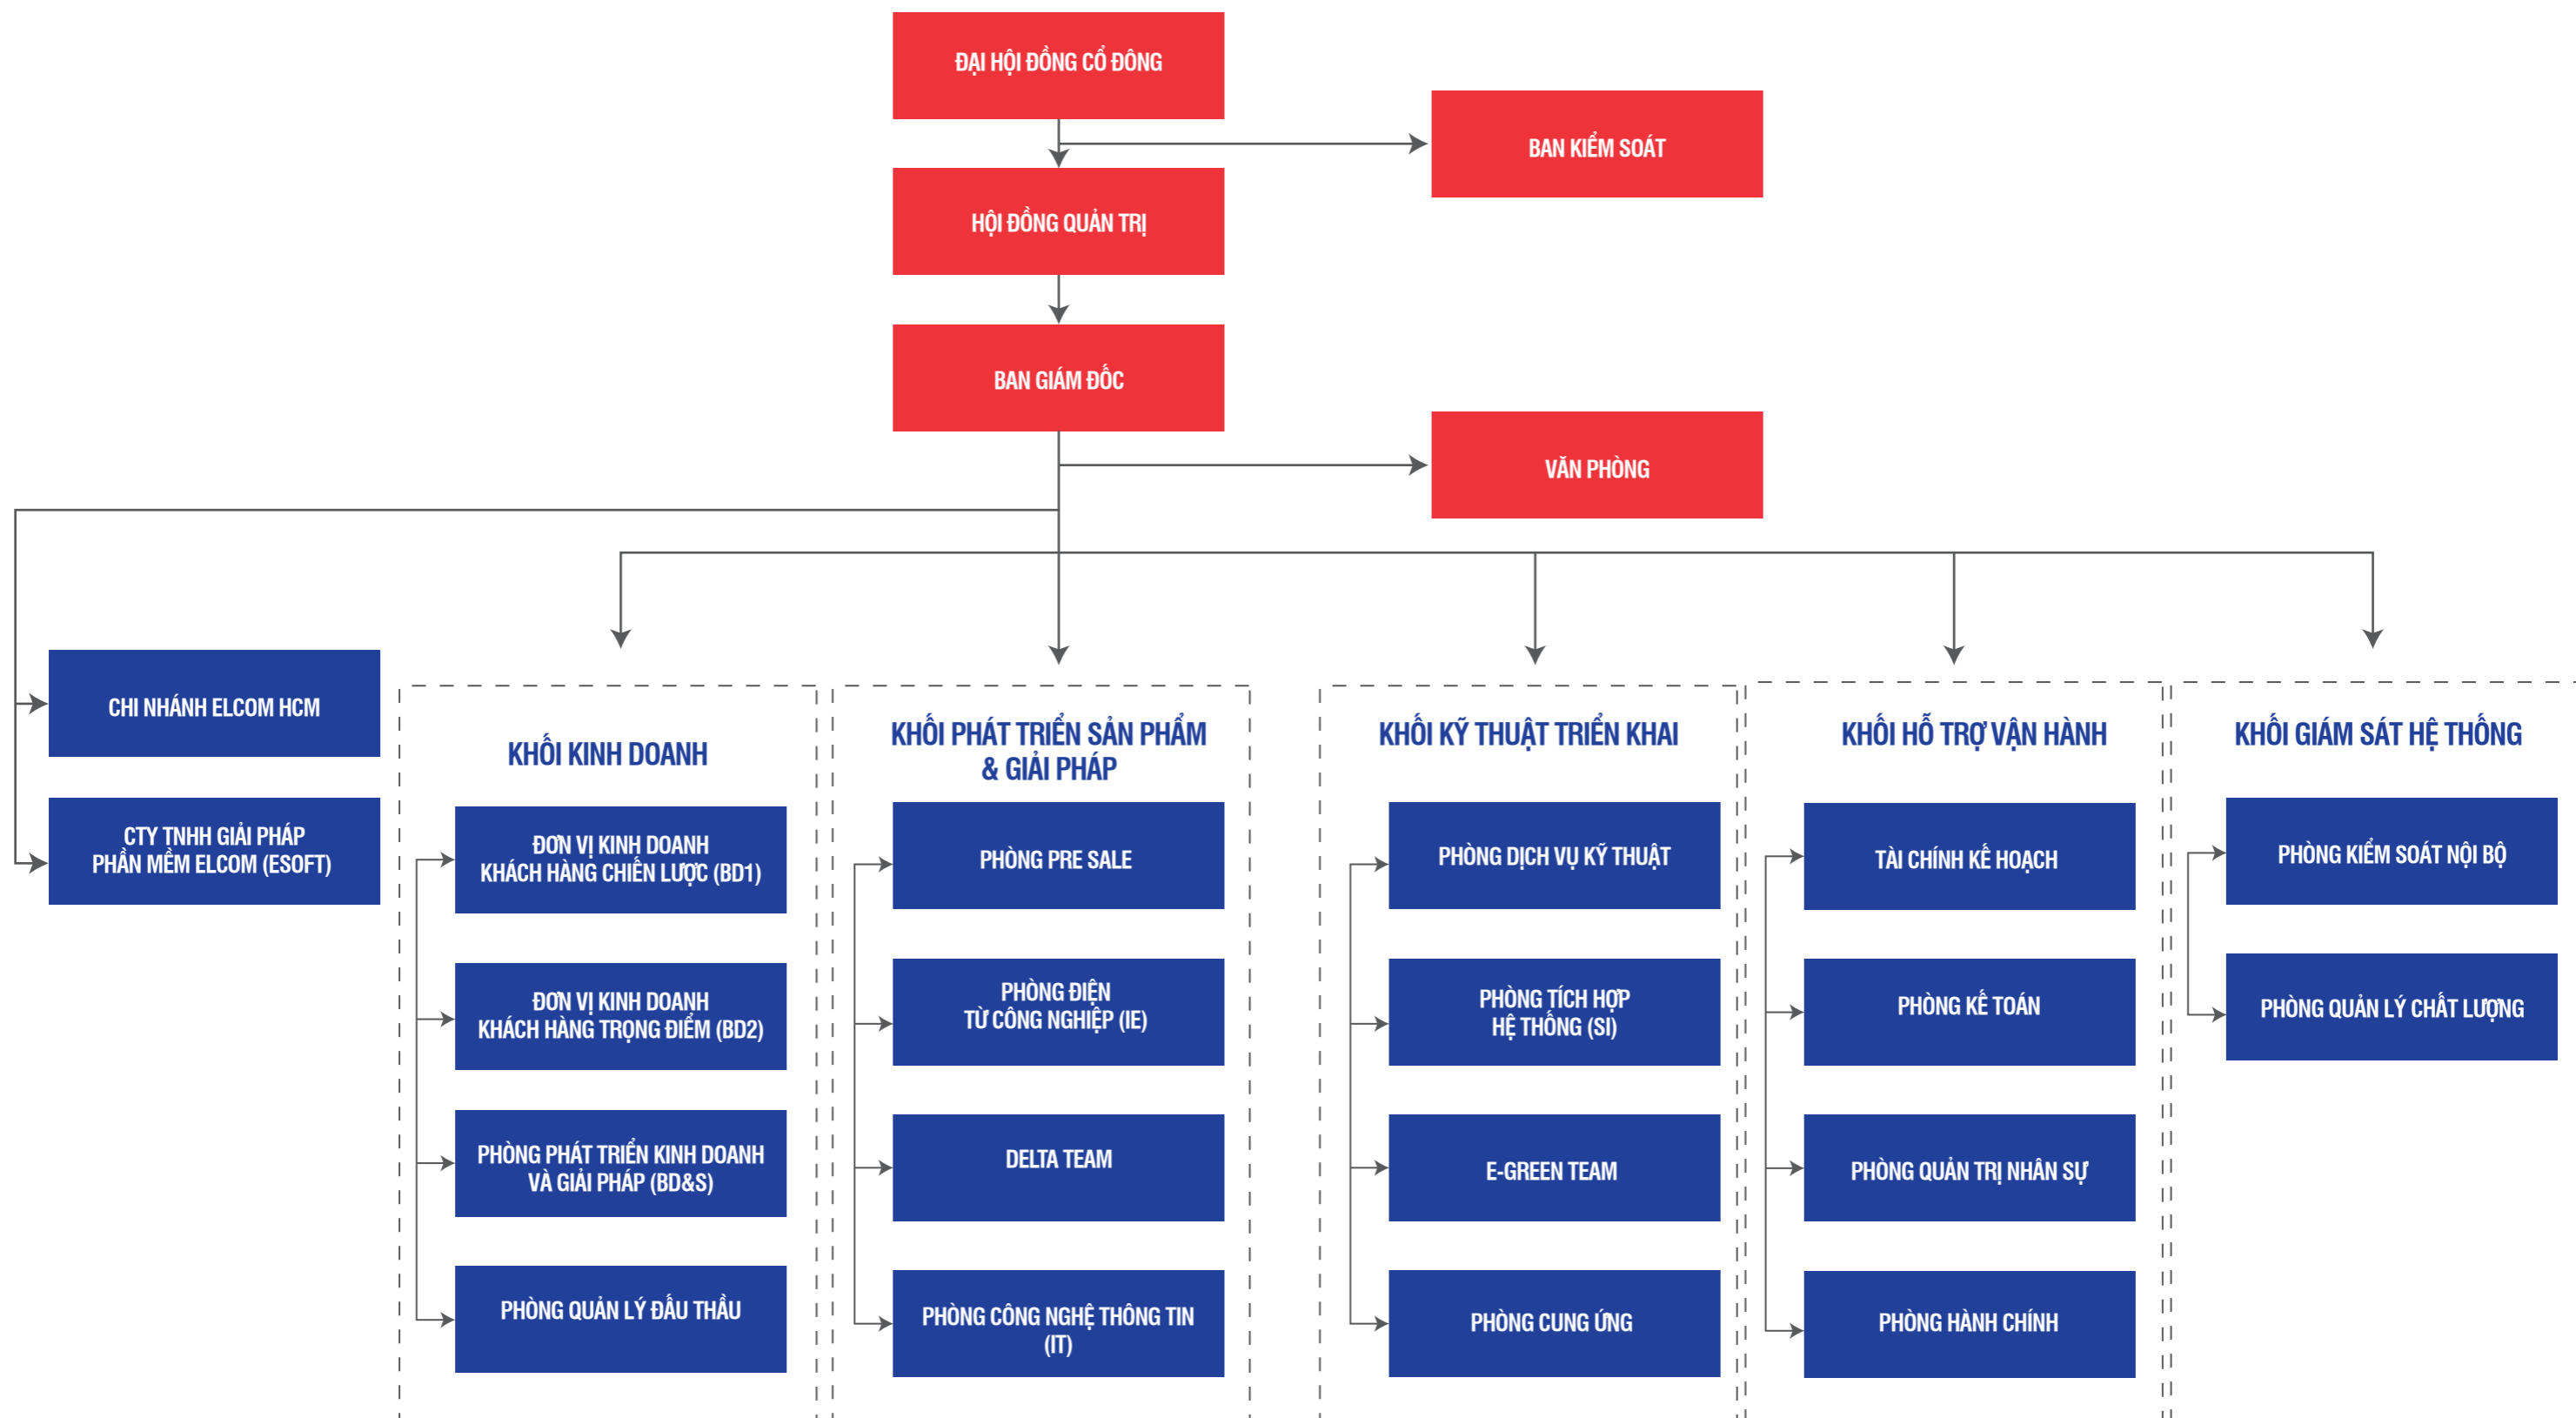 ĐẠI HỘI ĐỒNG CỔ ĐÔNG
BAN KIỂM SOÁT
HỘI ĐỒNG QUẢN TRỊ
BAN GIÁM ĐỐC
VĂN PHÒNG
CHI NHÁNH ELCOM HCM
CTY TNHH GIẢI PHÁP
PHẦN MỀM ELCOM (ESOFT)
KHỐI KINH DOANH
ĐƠN VỊ KINH DOANH
KHÁCH HÀNG CHIẾN LƯỢC (BD1)
ĐƠN VỊ KINH DOANH
KHÁCH HÀNG TRỌNG ĐIỂM (BD2)
PHÒNG PHÁT TRIỂN KINH DOANH
VÀ GIẢI PHÁP (BD&S)
PHÒNG QUẢN LÝ ĐẤU THẦU
KHỐI PHÁT TRIỂN SẢN PHẨM
& GIẢI PHÁP
PHÒNG PRE SALE
PHÒNG ĐIỆN
TỪ CÔNG NGHIỆP (IE)
DELTA TEAM
PHÒNG CÔNG NGHỆ THÔNG TIN
(IT)
KHỐI KỸ THUẬT TRIỂN KHAI
PHÒNG DỊCH VỤ KỸ THUẬT
PHÒNG TÍCH HỢP
HỆ THỐNG (SI)
E-GREEN TEAM
PHÒNG CUNG ỨNG
KHỐI HỖ TRỢ VẬN HÀNH
TÀI CHÍNH KẾ HOẠCH
PHÒNG KẾ TOÁN
PHÒNG QUẢN TRỊ NHÂN SỰ
PHÒNG HÀNH CHÍNH
KHỐI GIÁM SÁT HỆ THỐNG
PHÒNG KIỂM SOÁT NỘI BỘ
PHÒNG QUẢN LÝ CHẤT LƯỢNG